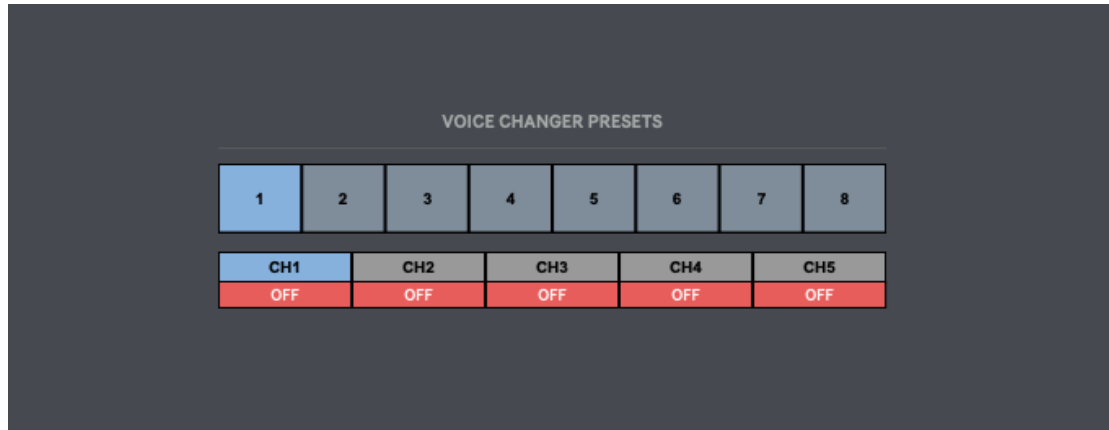 VOICE CHANGER PRESETS
1 2 3 4 5 6 7 8
CH1 CH2 CH3 CH4 CH5
OFF OFF OFF OFF OFF